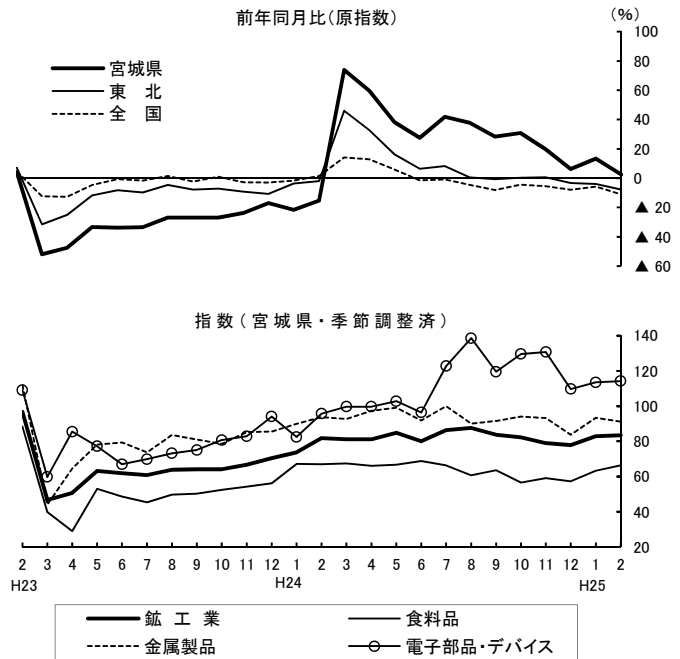 前年同月比(原指数)
(%)
宮城県
東 北
全 国
100
80
60
40
20
0
▲ 20
▲ 40
▲ 60
指数(宮城県・季節調整済)
140
120
100
80
60
40
20
2 3 4 5 6 7 8 9 10 11 12 1 2 3 4 5 6 7 8 9 10 11 12 1 2
H23 H24 H25
鉱 工 業 食料品
金属製品 電子部品・デバイス